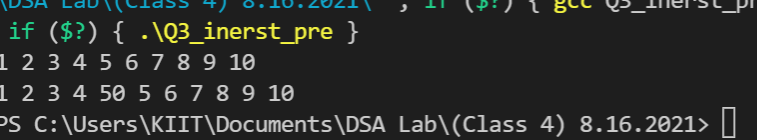 \DSA Lab\(Class 4) 8.16.2021\" ; if ($?) { gcc Q3_inerst_pr
if ($?) { .\Q3_inerst_pre }
1 2 3 4 5 6 7 8 9 10
1 2 3 4 50 5 6 7 8 9 10
PS C:\Users\KIIT\Documents\DSA Lab\(Class 4) 8.16.2021>